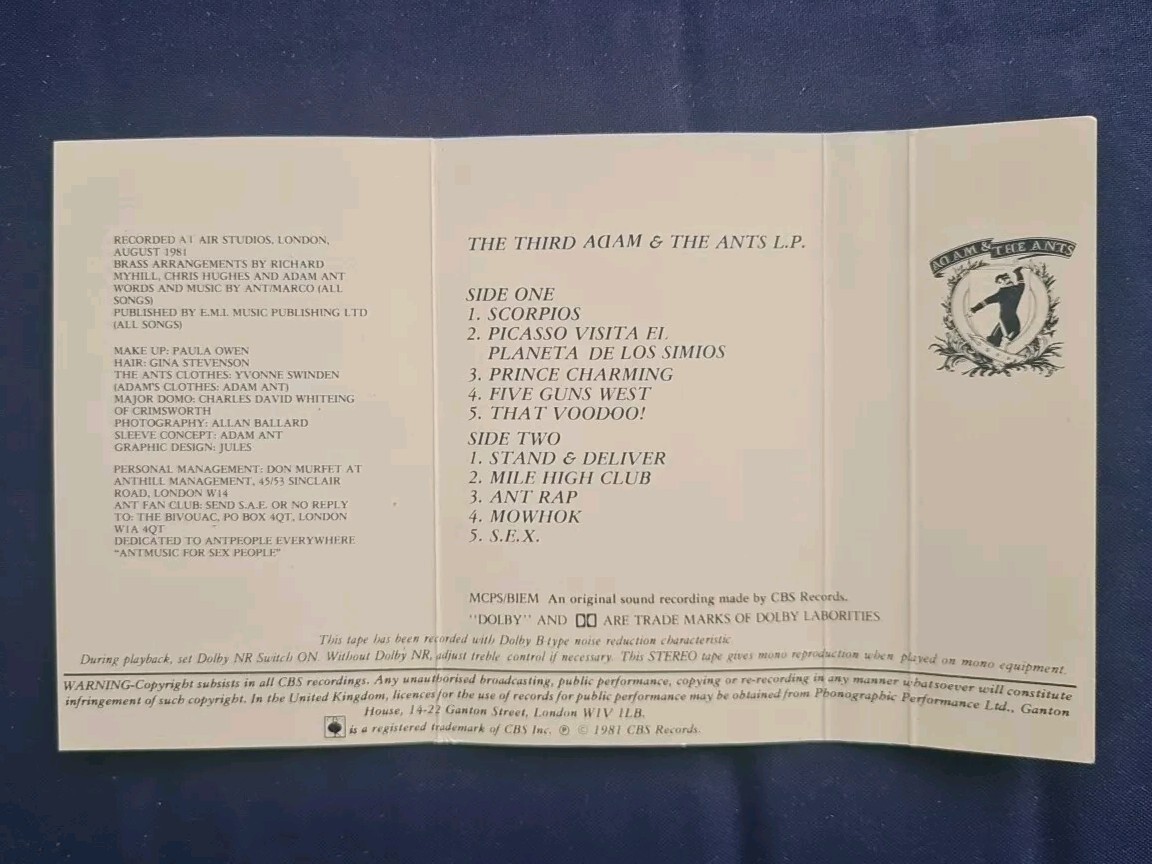 RECORDED AT AIR STUDIOS, LONDON,
AUGUST 1981
BRASS ARRANGEMENTS BY RICHARD
MYHILL, CHRIS HUGHES AND ADAM ANT
WORDS AND MUSIC BY ANT/MARCO (ALL
SONGS)
PUBLISHED BY E.M.I. MUSIC PUBLISHING LTD
(ALL SONGS)
MAKE UP: PAULA OWEN
HAIR: GINA STEVENSON
THE ANTS CLOTHES: YVONNE SWINDEN
(ADAM'S CLOTHES: ADAM ANT)
MAJOR DOMO: CHARLES DAVID WHITEING
OF CRIMSWORTH
PHOTOGRAPHY: ALLAN BALLARD
SLEEVE CONCEPT: ADAM ANT
GRAPHIC DESIGN: JULES
PERSONAL MANAGEMENT: DON MURFET AT
ANTHILL MANAGEMENT, 45/53 SINCLAIR
ROAD, LONDON W14
ANT FAN CLUB: SEND S.A.E. OR NO REPLY
TO: THE BIVOUAC, PO BOX 4QT, LONDON
W1A 4QT
DEDICATED TO ANTPEOPLE EVERYWHERE
"ANTMUSIC FOR SEX PEOPLE"
THE THIRD ADAM & THE ANTS L.P.
SIDE ONE
1. SCORPIOS
2. PICASSO VISITA EL
PLANETA DE LOS SIMIOS
3. PRINCE CHARMING
4. FIVE GUNS WEST
5. THAT VOODOO!
SIDE TWO
1. STAND & DELIVER
2. MILE HIGH CLUB
3. ANT RAP
4. MOWHOK
5. S.E.X.
ADAM & THE ANTS
MCPS/BIEM An original sound recording made by CBS Records.
"DOLBY" AND ARE TRADE MARKS OF DOLBY LABORITIES
This tape has been recorded with Dolby B type noise reduction characteristic
During playback, set Dolby NR Switch ON. Without Dolby NR, adjust treble control if necessary. This STEREO tape gives mono reproduction when played on mono equipment.
WARNING-Copyright subsists in all CBS recordings. Any unauthorised broadcasting, public performance, copying or re-recording in any manner whatsoever will constitute
infringement of such copyright. In the United Kingdom, licences for the use of records for public performance may be obtained from Phonographic Performance Ltd., Ganton
House, 14-22 Ganton Street, London W1V 1LB.
is a registered trademark of CBS Inc. ℗ © 1981 CBS Records.